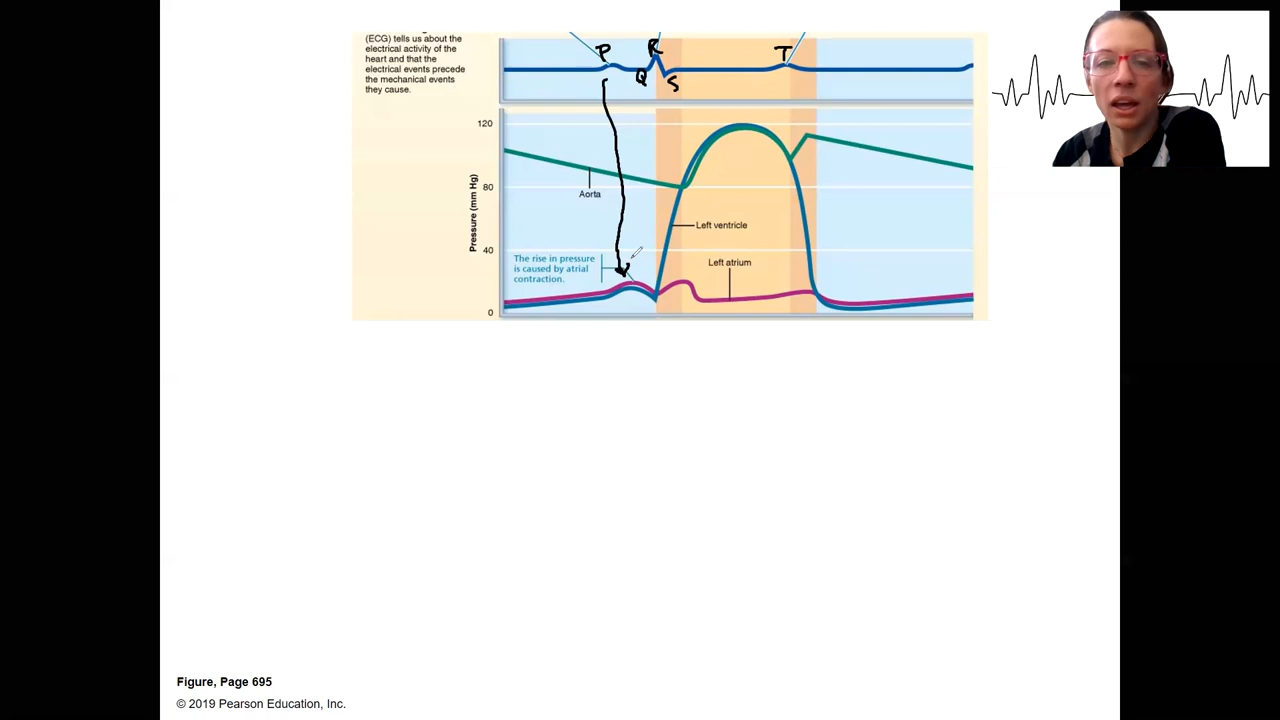 (ECG) tells us about the
electrical activity of the
heart and that the
electrical events precede
the mechanical events
they cause.
P
Q
R
S
T
Pressure (mm Hg)
120
80
40
0
Aorta
Left ventricle
Left atrium
The rise in pressure
is caused by atrial
contraction.
Figure, Page 695
© 2019 Pearson Education, Inc.